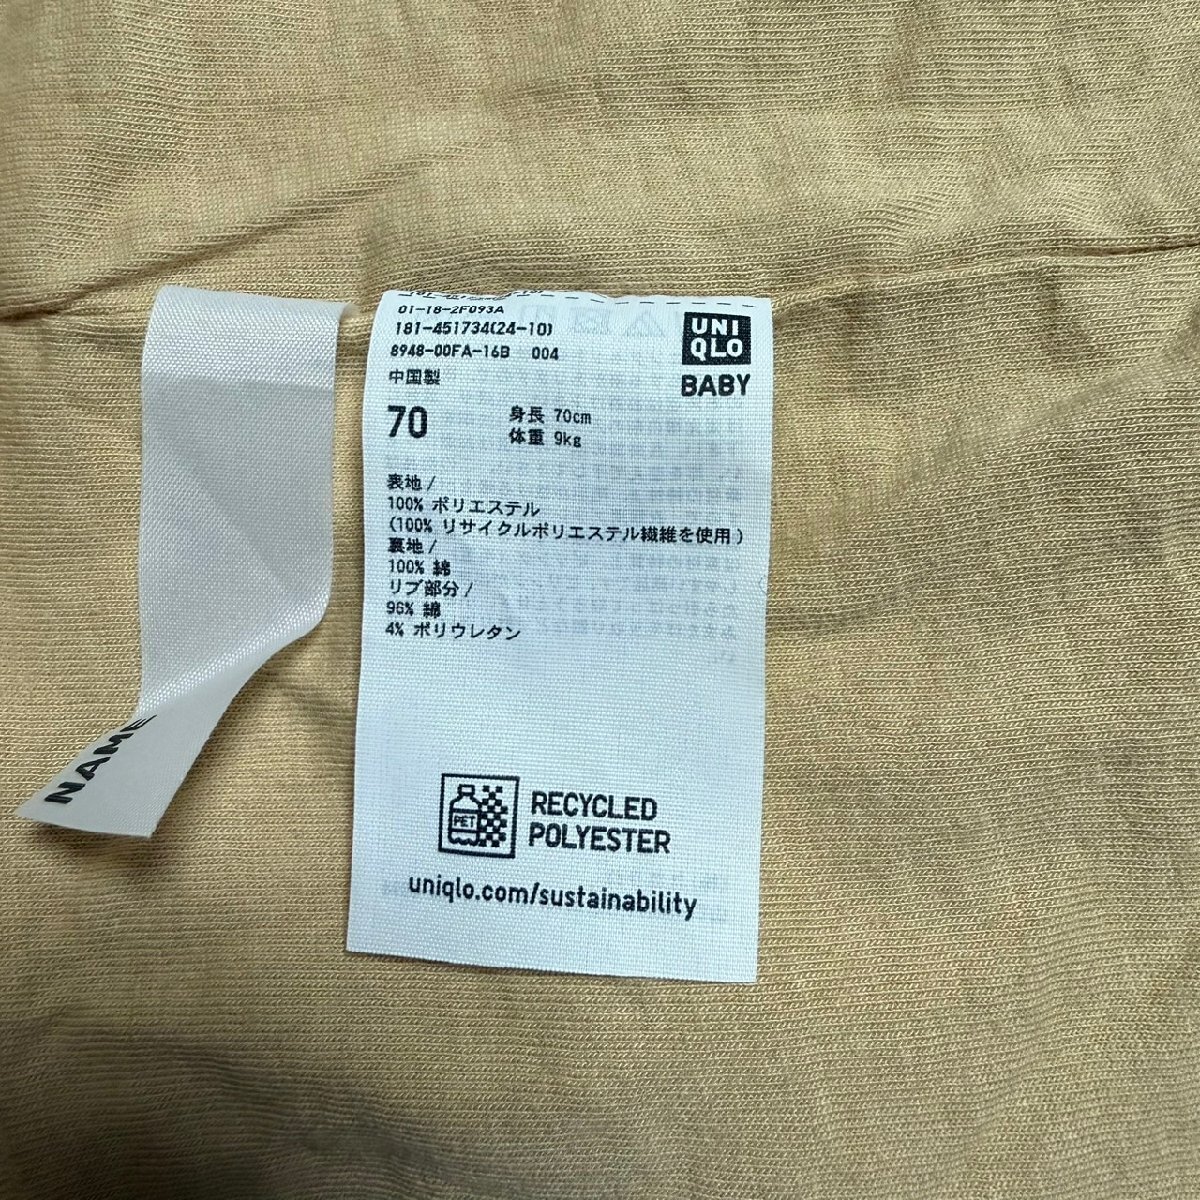 01-18-2F093A
181-451734(24-10)
8948-00FA-16B 004
中国製
UNI
QLO
BABY
70
身長 70cm
体重 9kg
表地/
100% ポリエステル
(100% リサイクルポリエステル繊維を使用)
裏地/
100% 綿
リブ部分/
96% 綿
4% ポリウレタン
PET
RECYCLED
POLYESTER
uniqlo.com/sustainability
NAME